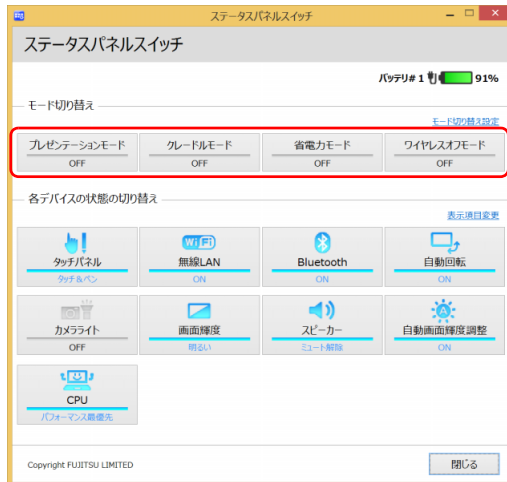 ステータスパネルスイッチ
ステータスパネルスイッチ
バッテリ#1 91%
モード切り替え
モード切り替え設定
プレゼンテーションモード クレードルモード 省電力モード ワイヤレスオフモード
OFF OFF OFF OFF
各デバイスの状態の切り替え
表示項目変更
WiFi
タッチパネル 無線LAN Bluetooth 自動回転
タッチ&ペン ON ON ON
A
カメラライト 画面輝度 スピーカー 自動画面輝度調整
OFF 明るい ミュート解除 ON
CPU
パフォーマンス最優先
Copyright FUJITSU LIMITED 閉じる